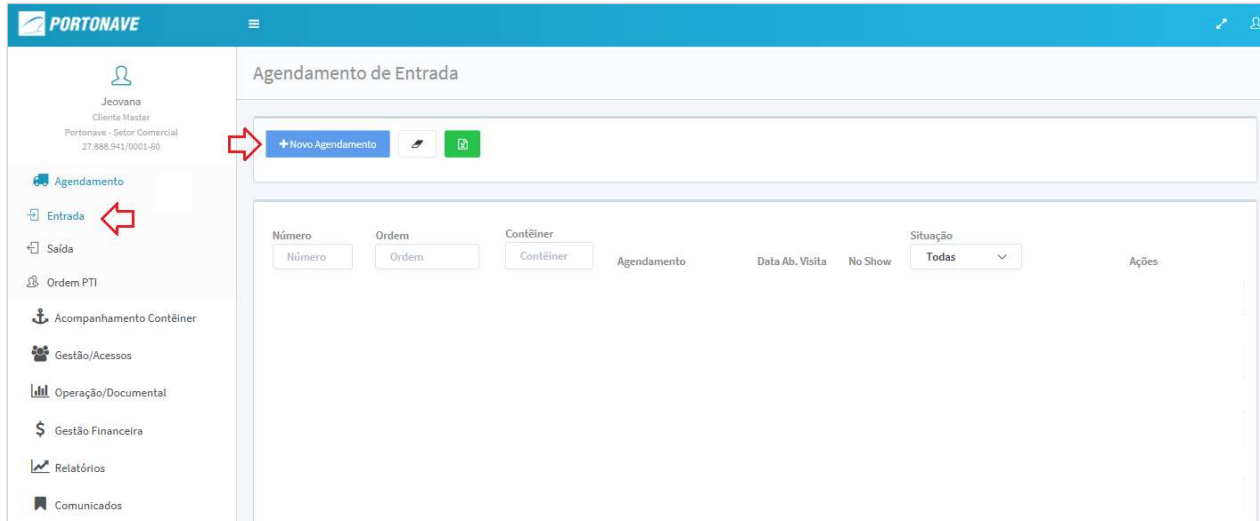 PORTONAVE
Agendamento de Entrada
Jeovana
Cliente Master
Portonave - Setor Comercial
27.888.941/0001-60
+ Novo Agendamento
Agendamento
Entrada
Saída
Ordem PTI
Acompanhamento Contêiner
Gestão/Acessos
Operação/Documental
Gestão Financeira
Relatórios
Comunicados
Número Ordem Contêiner Situação
Número Ordem Contêiner Agendamento Data Ab. Visita No Show Todas Ações